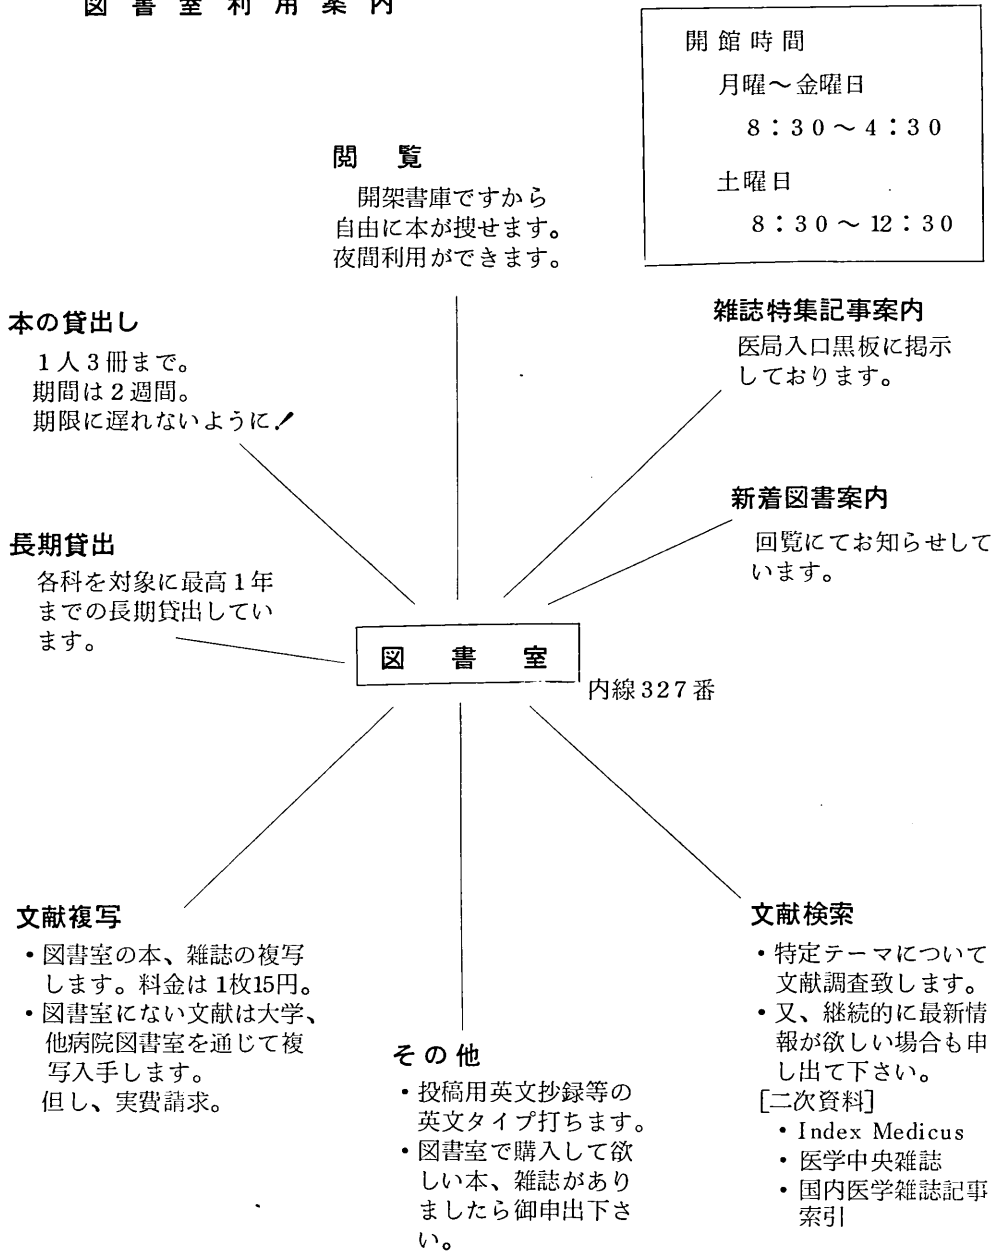 図書室利用案内
開館時間
月曜～金曜日
8：30～4：30
土曜日
8：30～12：30
閲覧
開架書庫ですから
自由に本が捜せます。
夜間利用ができます。
本の貸出し
1人3冊まで。
期間は2週間。
期限に遅れないように！
雑誌特集記事案内
医局入口黒板に掲示
しております。
新着図書案内
回覧にてお知らせして
います。
長期貸出
各科を対象に最高1年
までの長期貸出してい
ます。
図書室
内線327番
文献複写
・図書室の本、雑誌の複写
します。料金は1枚15円。
・図書室にない文献は大学、
他病院図書室を通じて複
写入手します。
但し、実費請求。
その他
・投稿用英文抄録等の
英文タイプ打ちます。
・図書室で購入して欲
しい本、雑誌があり
ましたら御申出下さ
い。
文献検索
・特定テーマについて
文献調査致します。
・又、継続的に最新情
報が欲しい場合も申
し出て下さい。
[二次資料]
・Index Medicus
・医学中央雑誌
・国内医学雑誌記事
索引